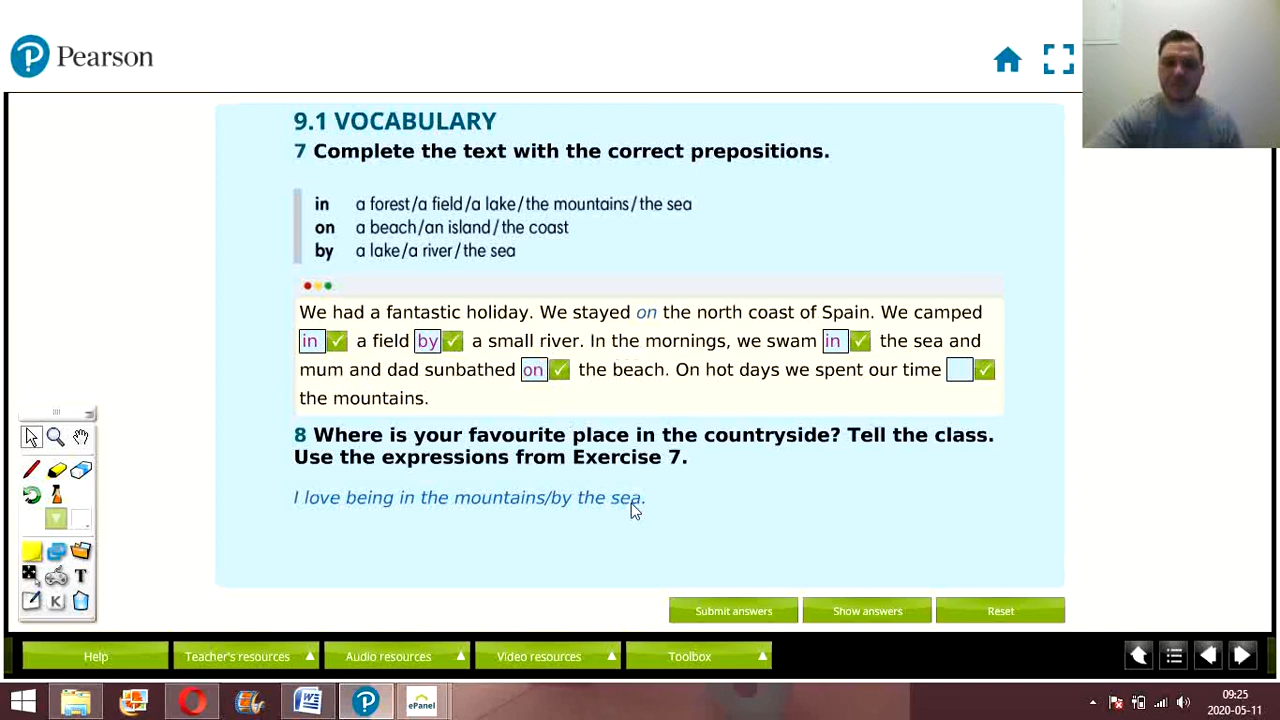 Pearson
9.1 VOCABULARY
7 Complete the text with the correct prepositions.
in a forest/a field/a lake/the mountains/the sea
on a beach/an island/the coast
by a lake/a river/the sea
We had a fantastic holiday. We stayed on the north coast of Spain. We camped
in a field by a small river. In the mornings, we swam in the sea and
mum and dad sunbathed on the beach. On hot days we spent our time
the mountains.
8 Where is your favourite place in the countryside? Tell the class.
Use the expressions from Exercise 7.
I love being in the mountains/by the sea.
T
K
Submit answers Show answers Reset
Help Teacher's resources Audio resources Video resources Toolbox
ePanel
09:25
2020-05-11